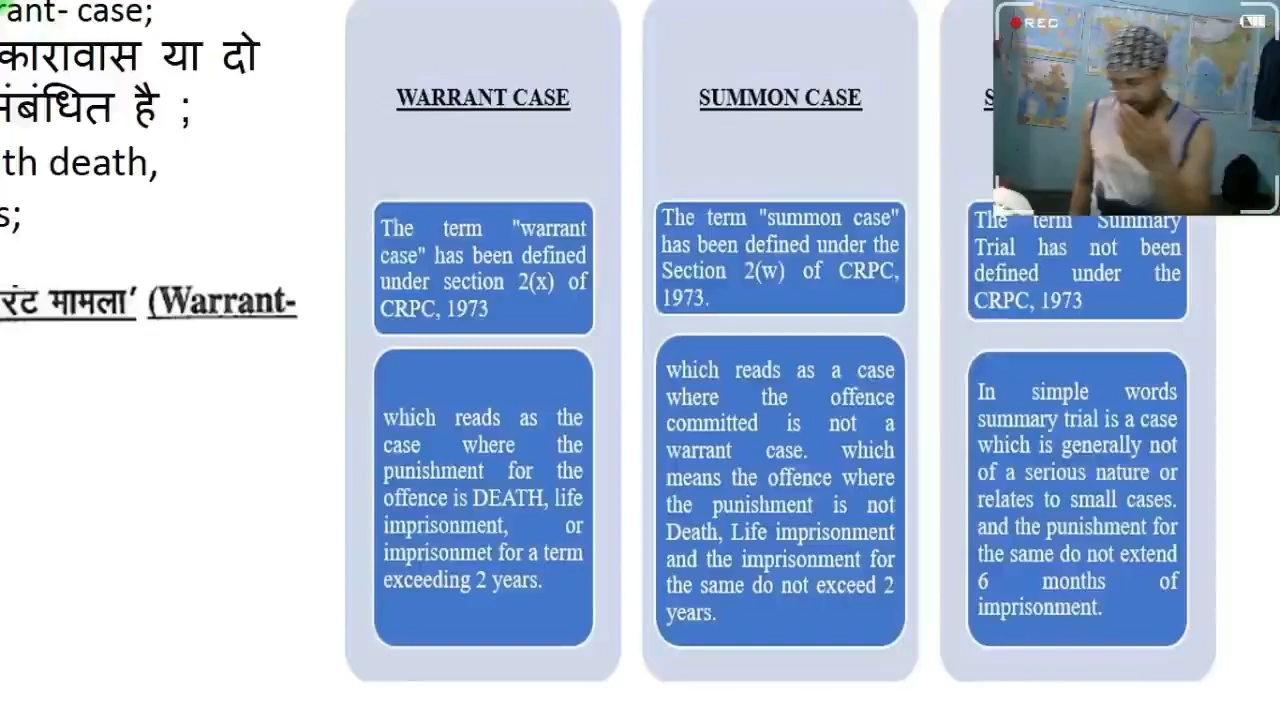 rant- case;
कारावास या दो
संबंधित है ;
th death,
s;
रंट मामला' (Warrant-
WARRANT CASE
The term "warrant
case" has been defined
under section 2(x) of
CRPC, 1973
which reads as the
case where the
punishment for the
offence is DEATH, life
imprisonment, or
imprisonmet for a term
exceeding 2 years.
SUMMON CASE
The term "summon case"
has been defined under the
Section 2(w) of CRPC,
1973.
which reads as a case
where the offence
committed is not a
warrant case. which
means the offence where
the punishment is not
Death, Life imprisonment
and the imprisonment for
the same do not exceed 2
years.
S
The term Summary
Trial has not been
defined under the
CRPC, 1973
In simple words
summary trial is a case
which is generally not
of a serious nature or
relates to small cases.
and the punishment for
the same do not extend
6 months of
imprisonment.
REC